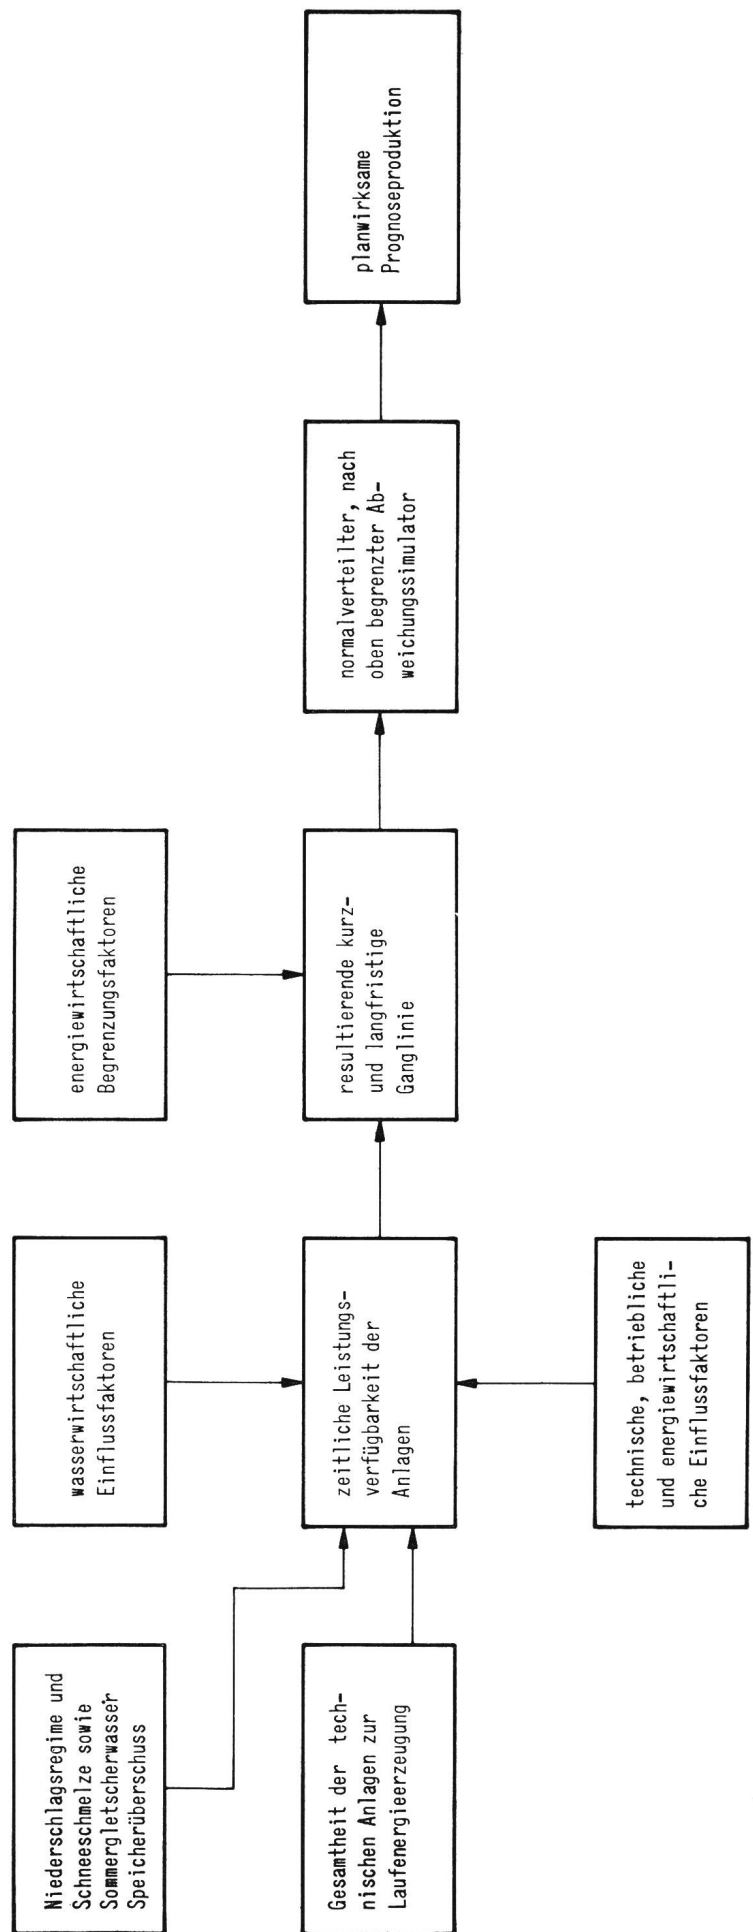 Niederschlagsregime und
Schneeschmelze sowie
Sommergletscherwasser
Speicherüberschuss
wasserwirtschaftliche
Einflussfaktoren
energiewirtschaftliche
Begrenzungsfaktoren
Gesamtheit der tech-
nischen Anlagen zur
Laufenergieerzeugung
zeitliche Leistungs-
verfügbarkeit der
Anlagen
resultierende kurz-
und langfristige
Ganglinie
normalverteilter, nach
oben begrenzter Ab-
weichungssimulator
planwirksame
Prognoseproduktion
technische, betriebliche
und energiewirtschaftli-
che Einflussfaktoren